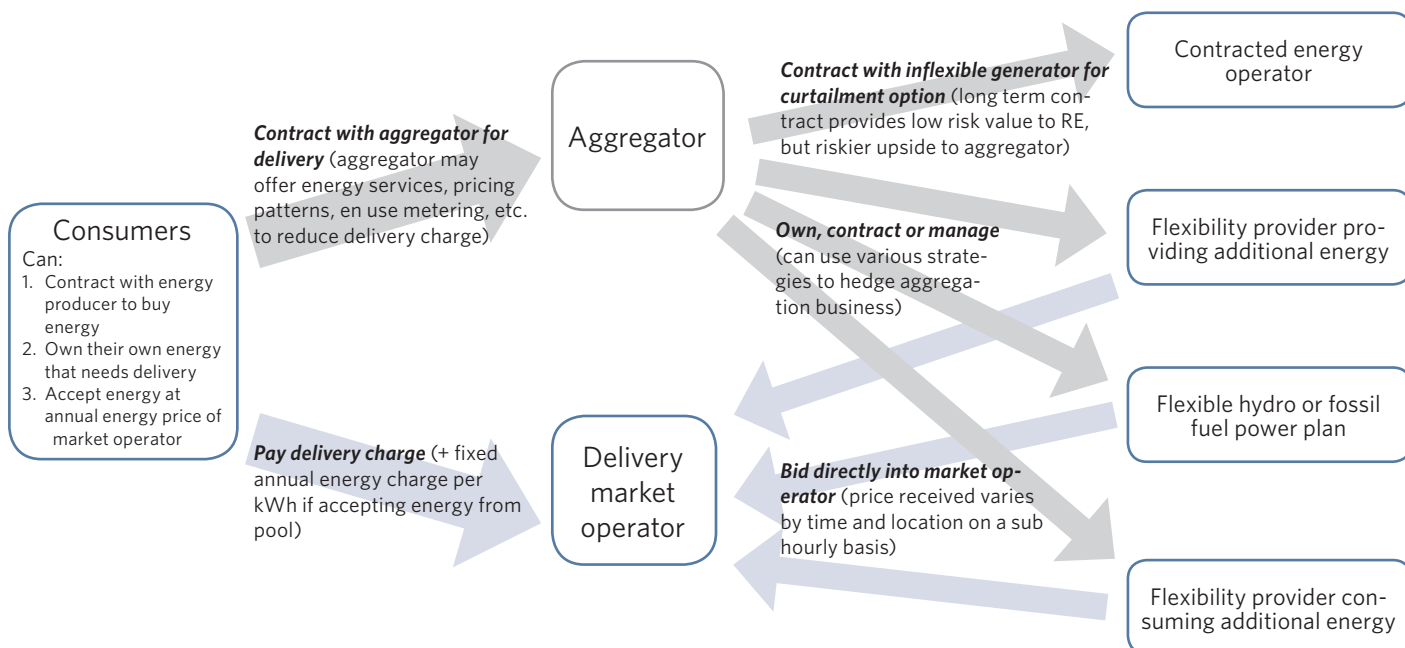 Consumers
Can:
1. Contract with energy
producer to buy
energy
2. Own their own energy
that needs delivery
3. Accept energy at
annual energy price of
market operator
Contract with aggregator for
delivery (aggregator may
offer energy services, pricing
patterns, en use metering, etc.
to reduce delivery charge)
Pay delivery charge (+ fixed
annual energy charge per
kWh if accepting energy from
pool)
Aggregator
Delivery
market
operator
Contract with inflexible generator for
curtailment option (long term con-
tract provides low risk value to RE,
but riskier upside to aggregator)
Own, contract or manage
(can use various strate-
gies to hedge aggrega-
tion business)
Bid directly into market op-
erator (price received varies
by time and location on a sub
hourly basis)
Contracted energy
operator
Flexibility provider pro-
viding additional energy
Flexible hydro or fossil
fuel power plan
Flexibility provider con-
suming additional energy